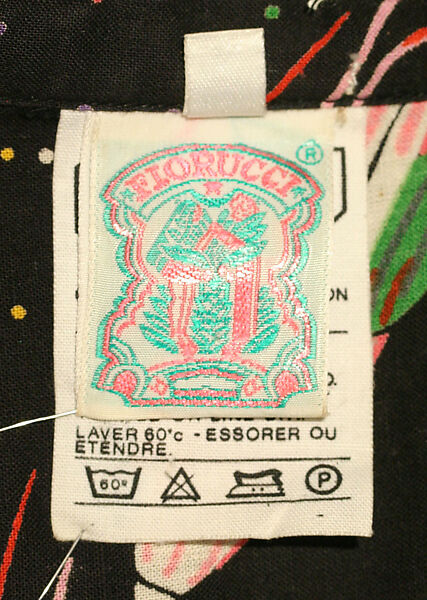 FIORUCCI
®
ON
D.
LAVER 60°c - ESSORER OU
ETENDRE.
60°
P